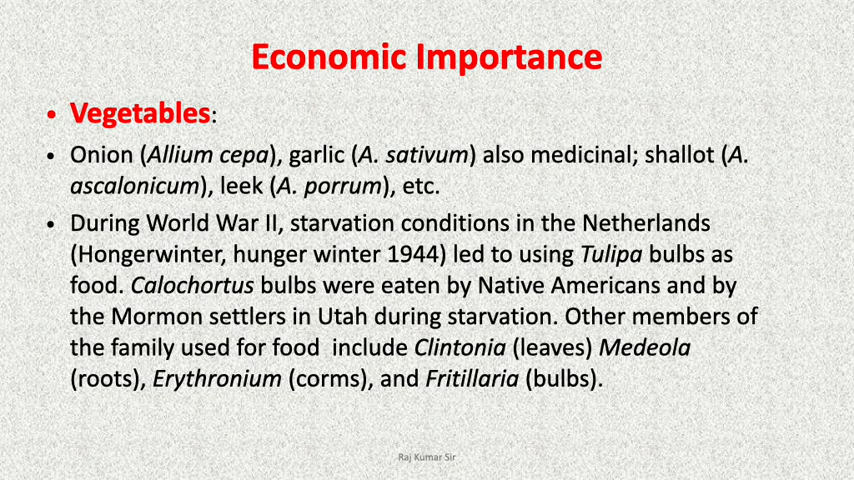 Economic Importance
• Vegetables:
• Onion (Allium cepa), garlic (A. sativum) also medicinal; shallot (A.
ascalonicum), leek (A. porrum), etc.
• During World War II, starvation conditions in the Netherlands
(Hongerwinter, hunger winter 1944) led to using Tulipa bulbs as
food. Calochortus bulbs were eaten by Native Americans and by
the Mormon settlers in Utah during starvation. Other members of
the family used for food  include Clintonia (leaves) Medeola
(roots), Erythronium (corms), and Fritillaria (bulbs).
Raj Kumar Sir